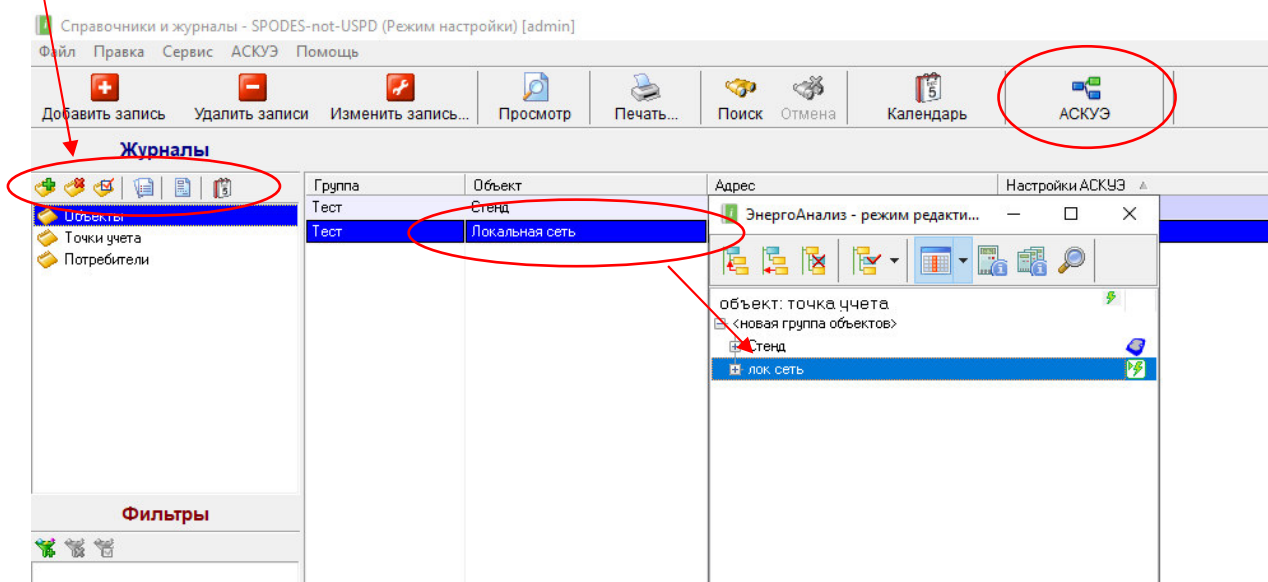 Справочники и журналы - SPODES-not-USPD (Режим настройки) [admin]
Файл Правка Сервис АСКУЭ Помощь
Добавить запись Удалить записи Изменить запись... Просмотр Печать... Поиск Отмена Календарь АСКУЭ
Журналы
Группа Объект Адрес Настройки АСКУЭ
Объекты
Точки учета
Потребители
Тест Стенд
Тест Локальная сеть
ЭнергоАнализ - режим редакти...
объект: точка учета
<новая группа объектов>
Стенд
лок сеть
Фильтры